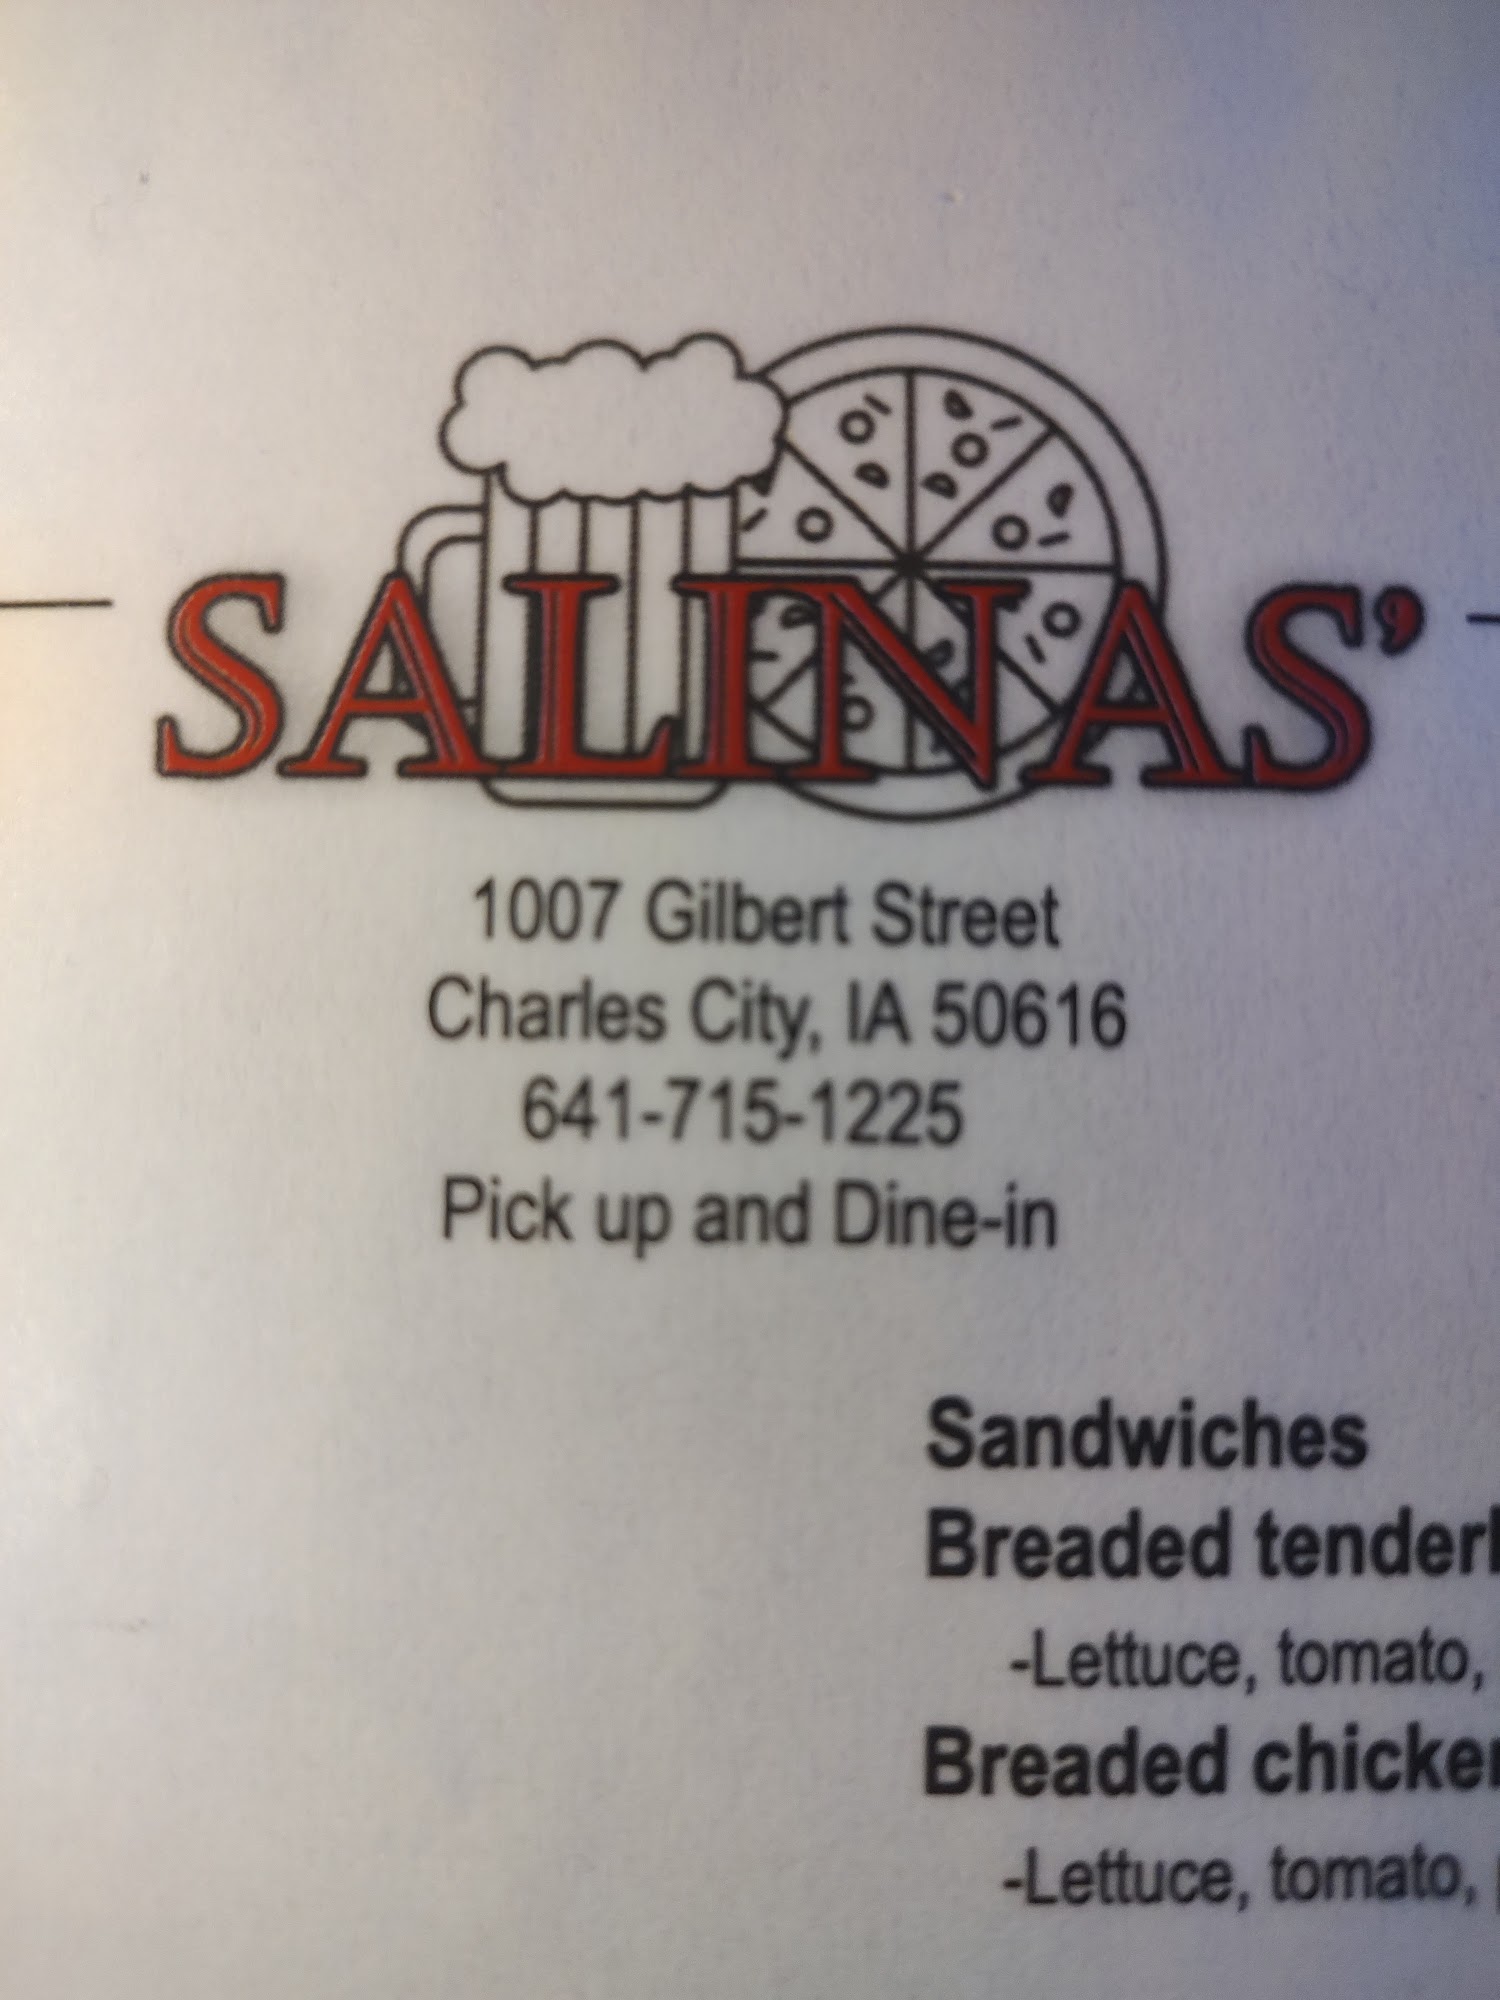 SALINAS’
1007 Gilbert Street
Charles City, IA 50616
641-715-1225
Pick up and Dine-in
Sandwiches
Breaded
-Lettuce, tomato,
Breaded
-Lettuce, tomato,